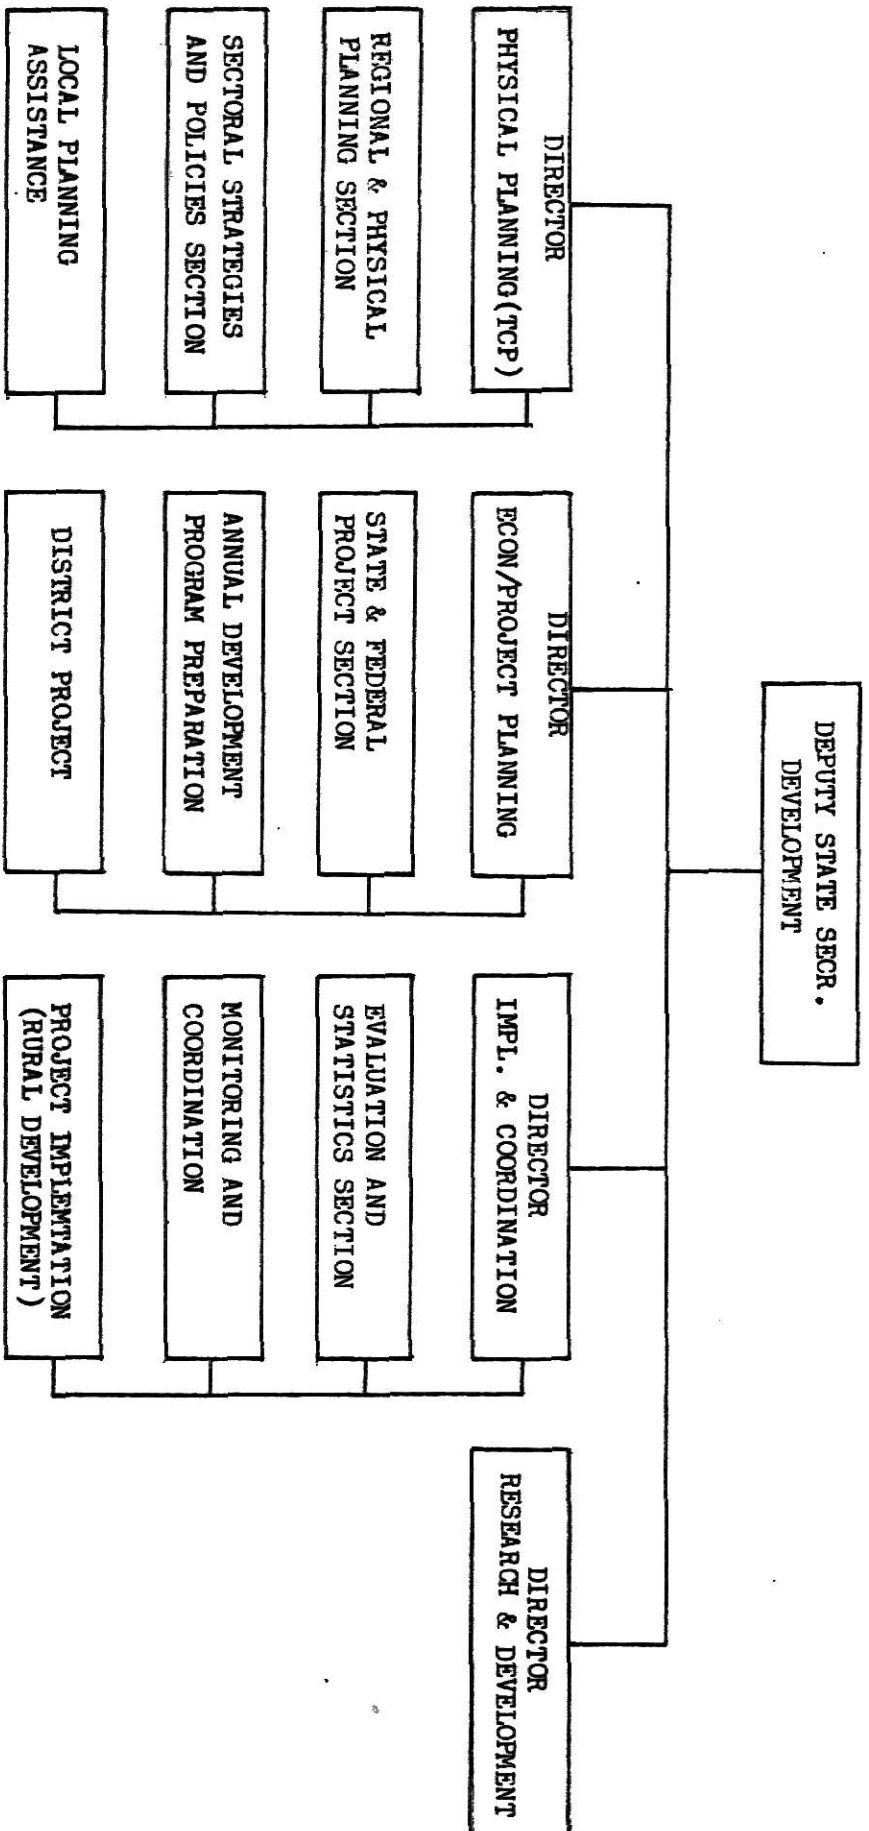 DEPUTY STATE SECR.
DEVELOPMENT
DIRECTOR
PHYSICAL PLANNING(TCP)
REGIONAL & PHYSICAL
PLANNING SECTION
SECTORAL STRATEGIES
AND POLICIES SECTION
LOCAL PLANNING
ASSISTANCE
DIRECTOR
ECON/PROJECT PLANNING
STATE & FEDERAL
PROJECT SECTION
ANNUAL DEVELOPMENT
PROGRAM PREPARATION
DISTRICT PROJECT
DIRECTOR
IMPL. & COORDINATION
EVALUATION AND
STATISTICS SECTION
MONITORING AND
COORDINATION
PROJECT IMPLEMTATION
(RURAL DEVELOPMENT)
DIRECTOR
RESEARCH & DEVELOPMENT